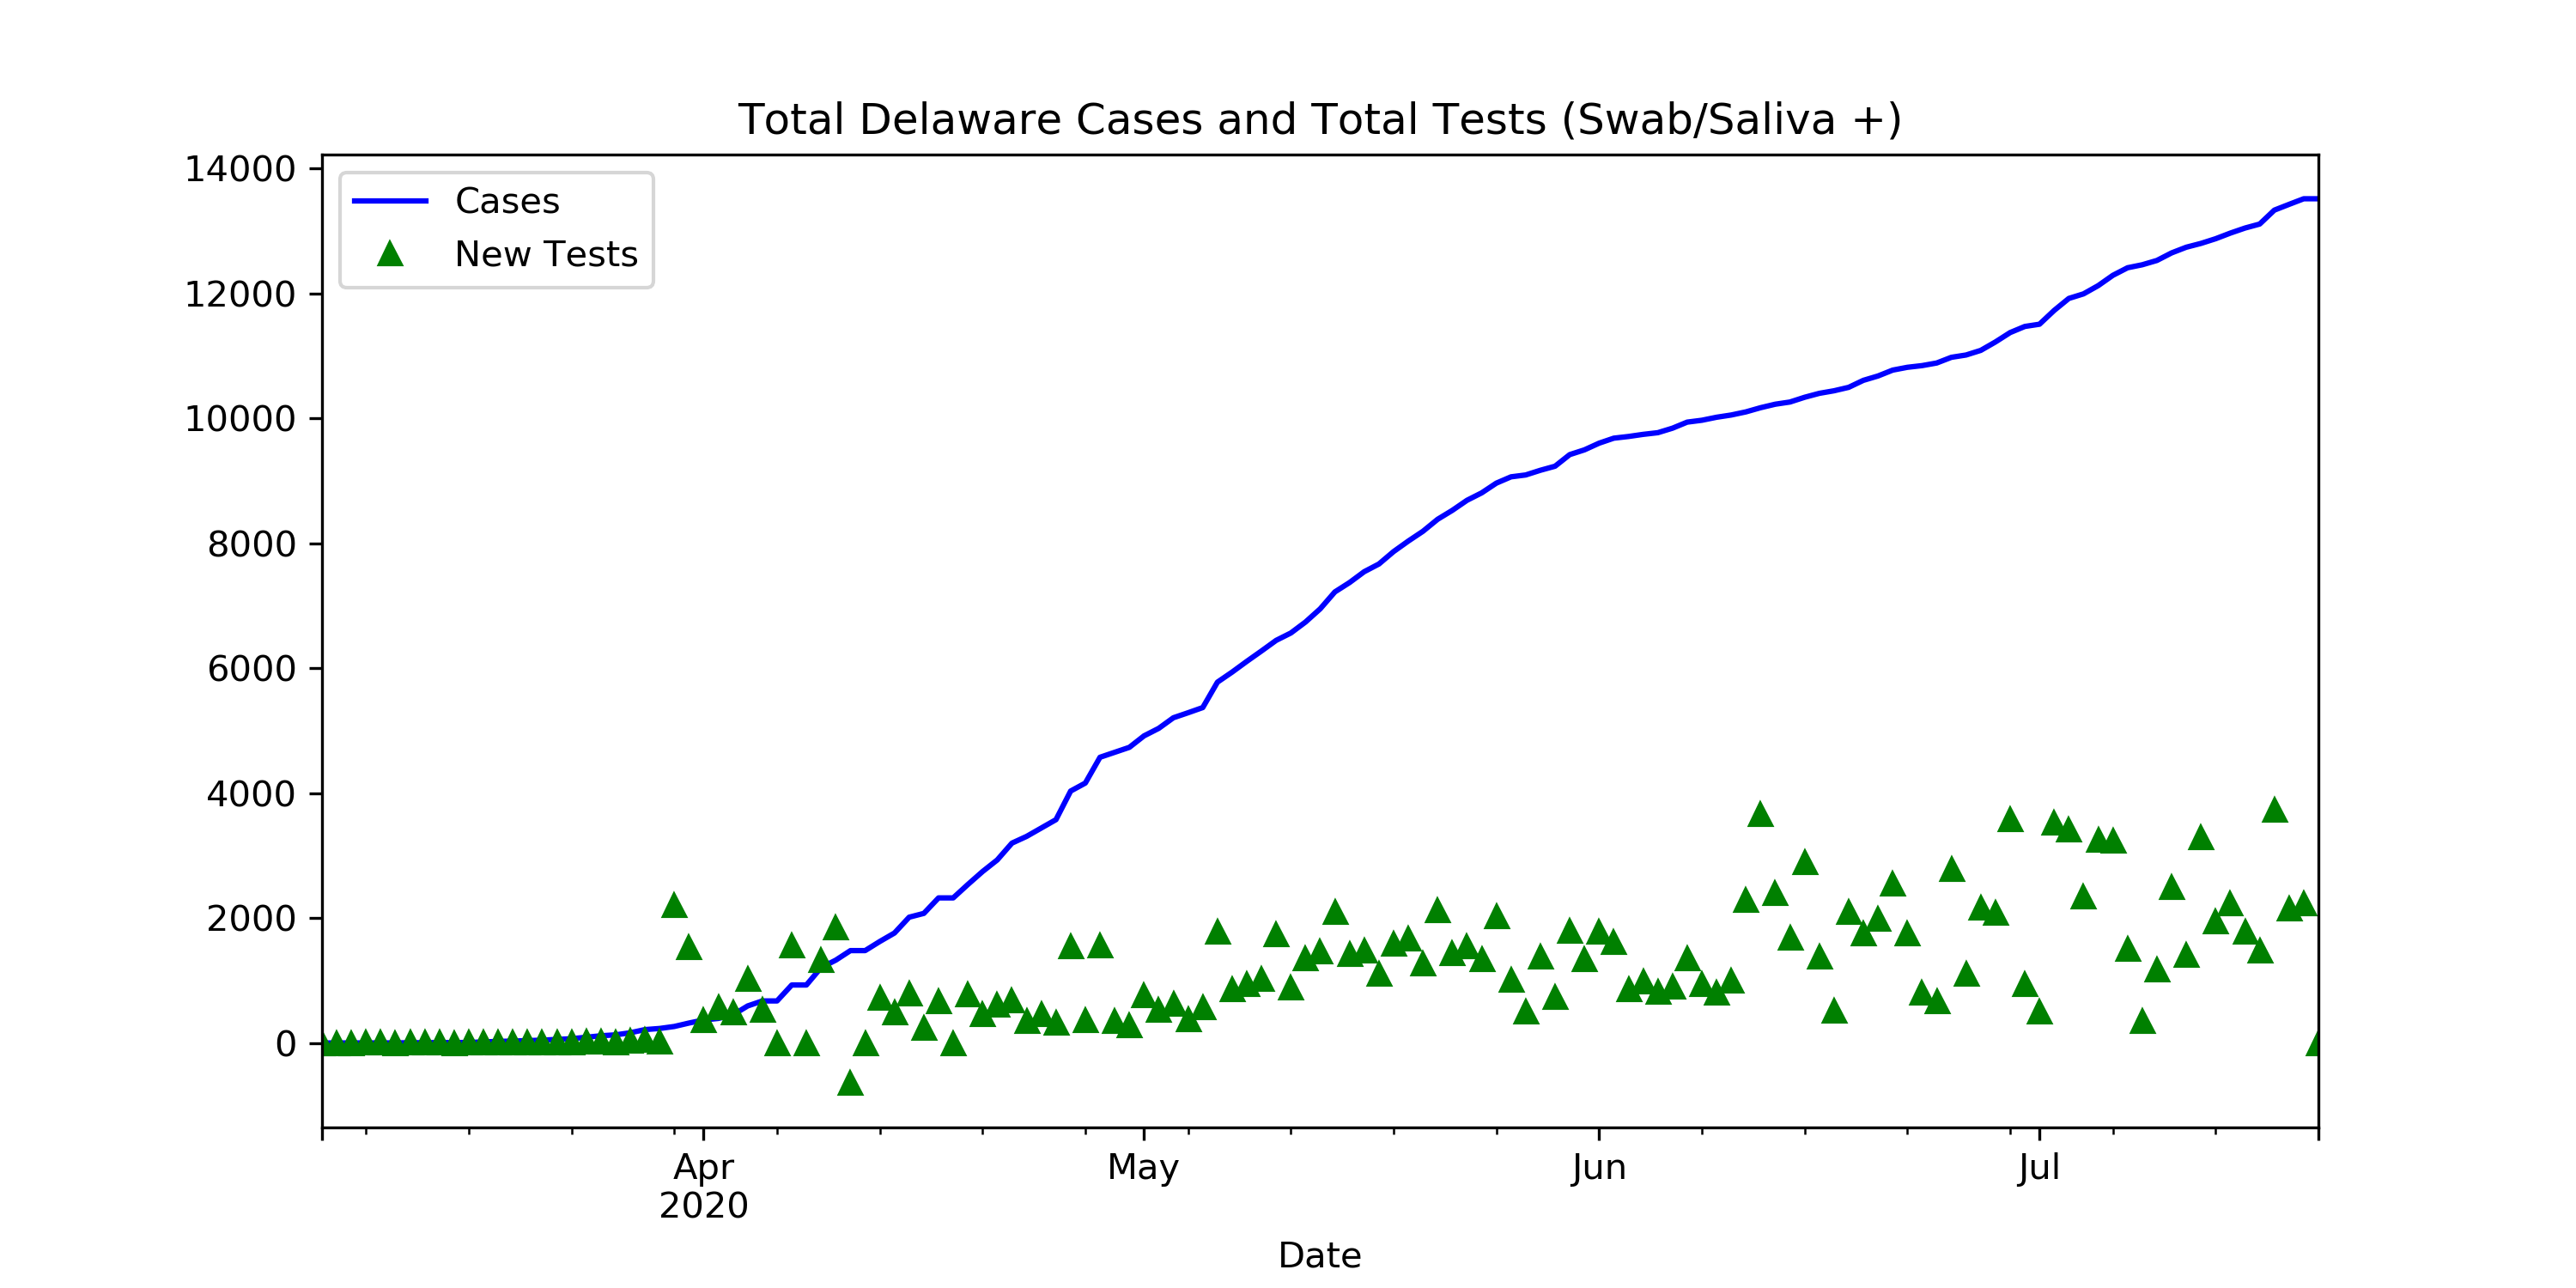 Total Delaware Cases and Total Tests (Swab/Saliva +)
Cases
New Tests
14000
12000
10000
8000
6000
4000
2000
0
Apr
2020
May
Jun
Jul
Date